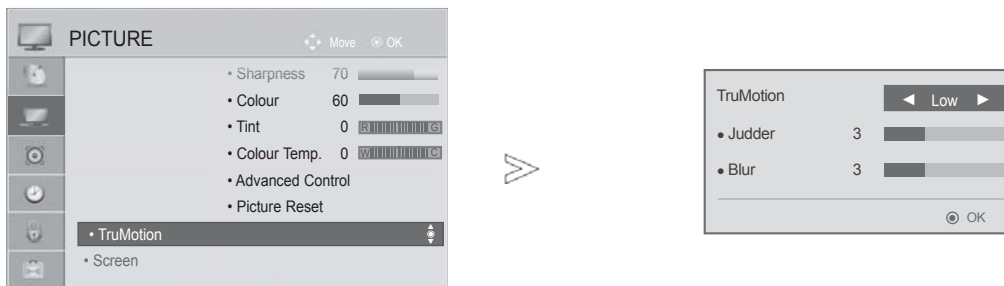 PICTURE
Move OK
• Sharpness 70
• Colour 60
• Tint 0 R G
• Colour Temp. 0 W C
• Advanced Control
• Picture Reset
• TruMotion
• Screen
TruMotion ◄ Low ►
• Judder 3
• Blur 3
OK